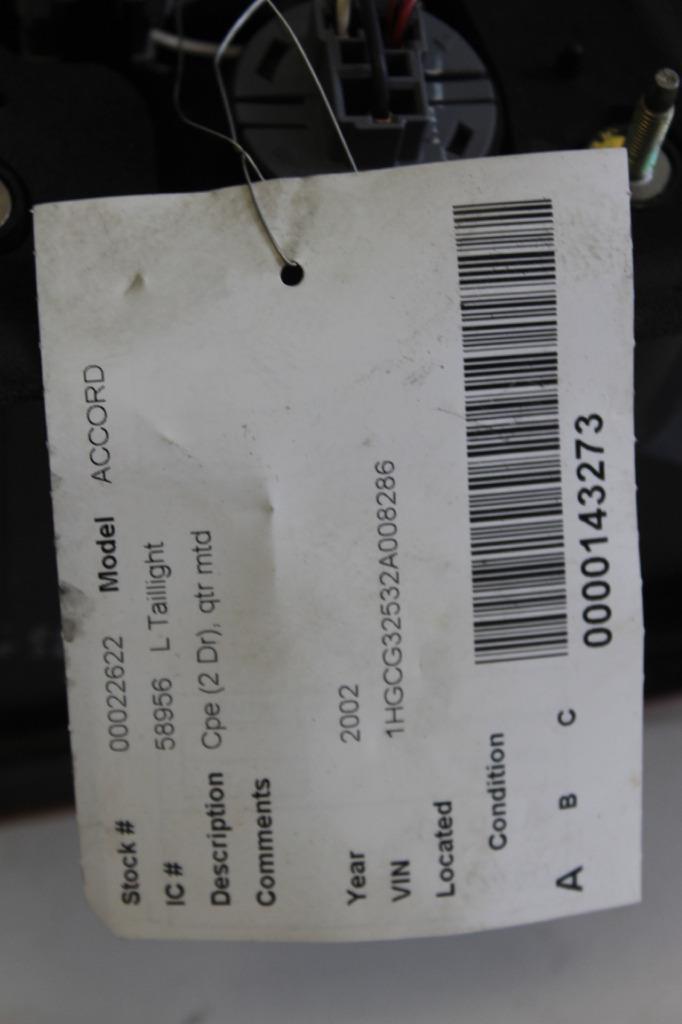 Stock # 00022622 Model ACCORD
IC # 58956 L Taillight
Description Cpe (2 Dr), qtr mtd
Comments
Year 2002
VIN 1HGCG32532A008286
Located
Condition
A B C
0000143273